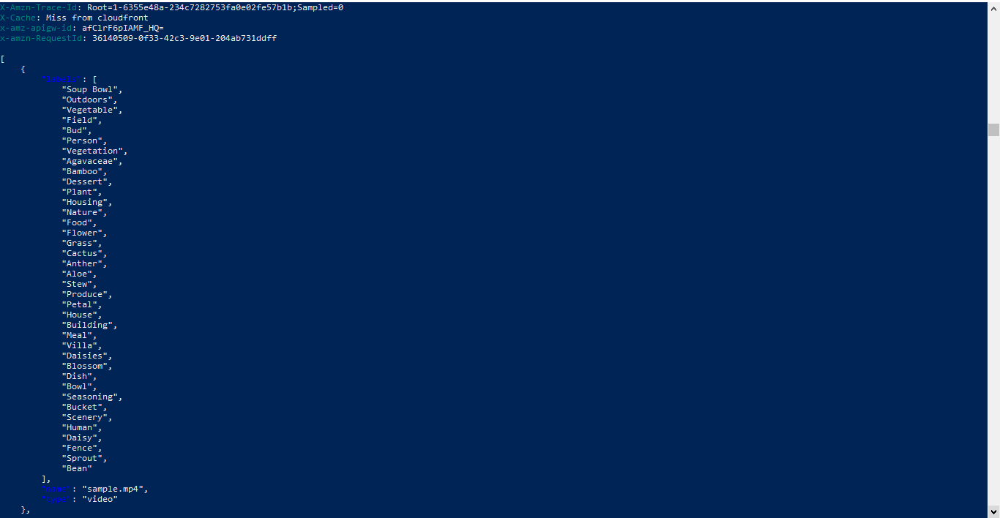 X-Amzn-Trace-Id: Root=1-6355e48a-234c7282753fa0e02fe57b1b;Sampled=0
X-Cache: Miss from cloudfront
x-amz-apigw-id: afClrF6pIAMF_HQ=
x-amzn-RequestId: 36140509-0f33-42c3-9e01-204ab731ddff
[
{
"labels": [
"Soup Bowl",
"Outdoors",
"Vegetable",
"Field",
"Bud",
"Person",
"Vegetation",
"Agavaceae",
"Bamboo",
"Dessert",
"Plant",
"Housing",
"Nature",
"Food",
"Flower",
"Grass",
"Cactus",
"Anther",
"Aloe",
"Stew",
"Produce",
"Petal",
"House",
"Building",
"Meal",
"Villa",
"Daisies",
"Blossom",
"Dish",
"Bowl",
"Seasoning",
"Bucket",
"Scenery",
"Human",
"Daisy",
"Fence",
"Sprout",
"Bean"
],
"name": "sample.mp4",
"type": "video"
},